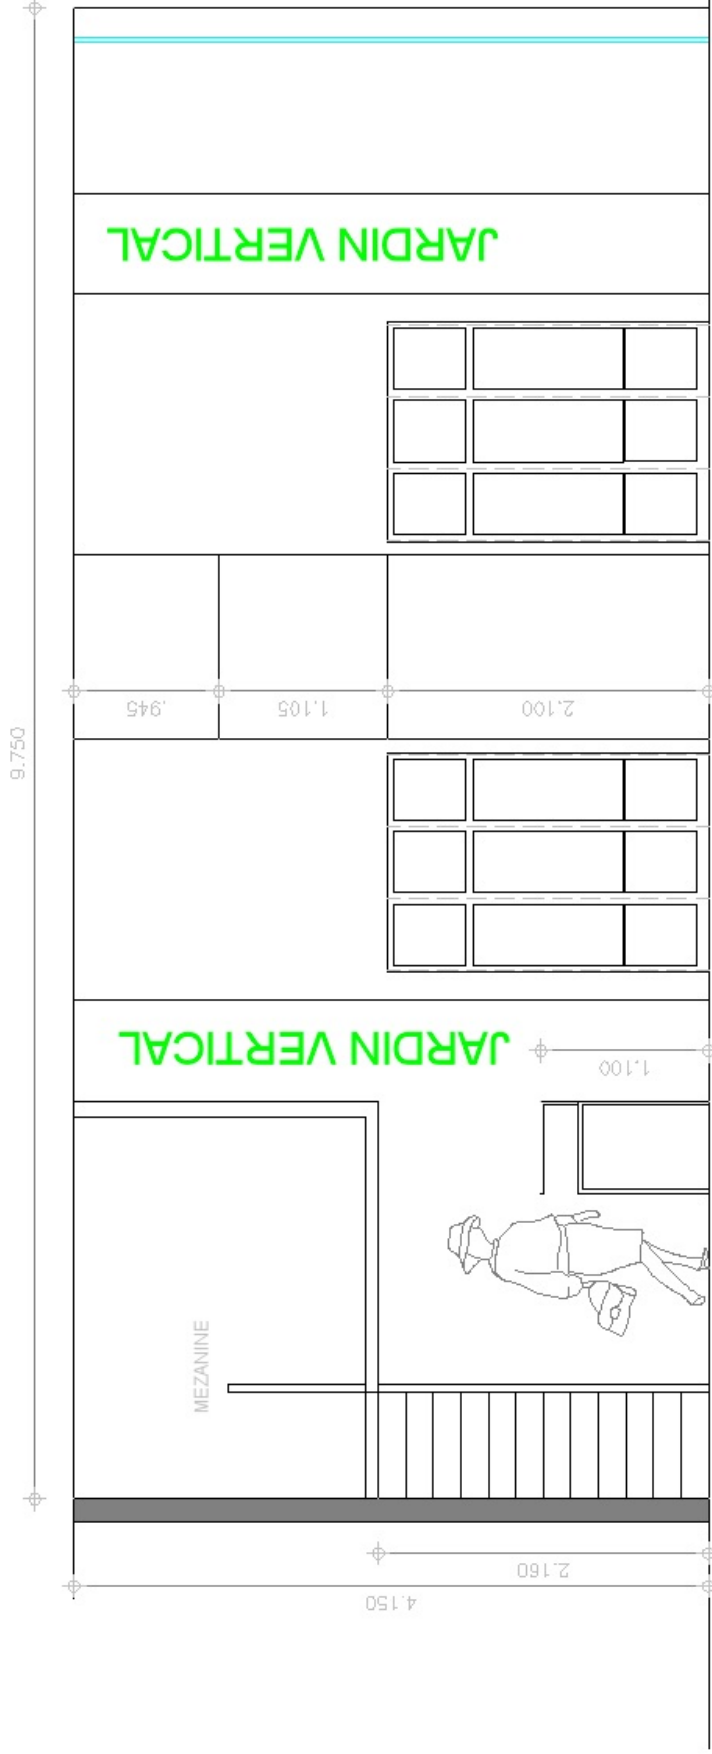 JARDIN VERTICAL
.945
1.105
2.100
9.750
JARDIN VERTICAL
1.100
MEZANINE
2.160
4.150